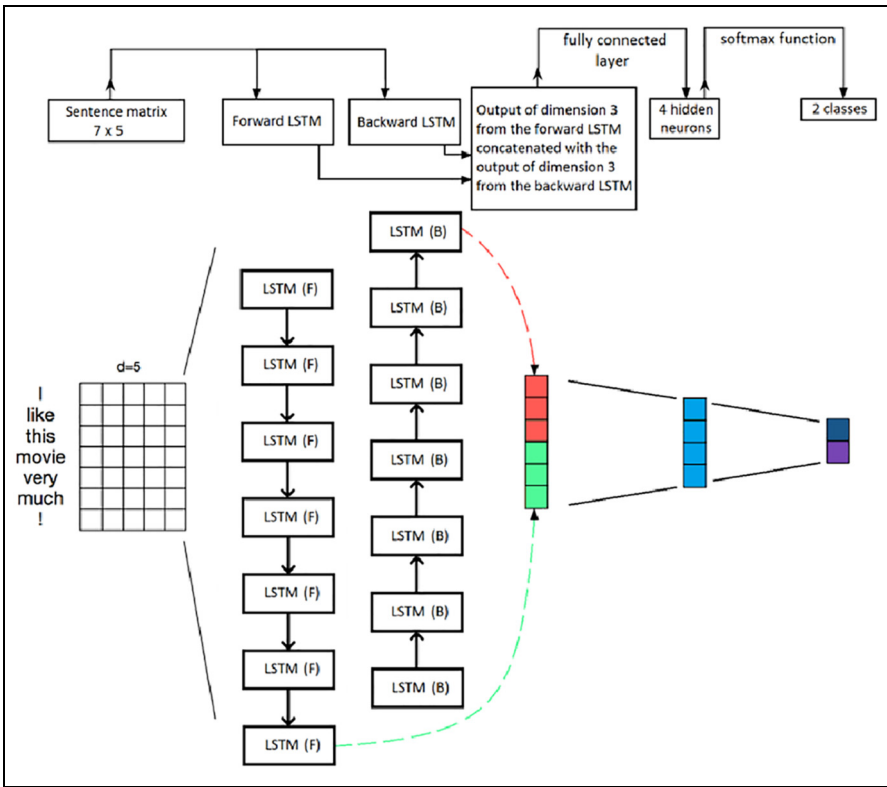 fully connected
layer
softmax function
Sentence matrix
7 x 5
Forward LSTM
Backward LSTM
Output of dimension 3
from the forward LSTM
concatenated with the
output of dimension 3
from the backward LSTM
4 hidden
neurons
2 classes
LSTM (B)
LSTM (F)
LSTM (B)
LSTM (F)
LSTM (B)
LSTM (F)
LSTM (B)
LSTM (F)
LSTM (B)
LSTM (F)
LSTM (B)
LSTM (F)
LSTM (B)
LSTM (F)
d=5
I
like
this
movie
very
much
!